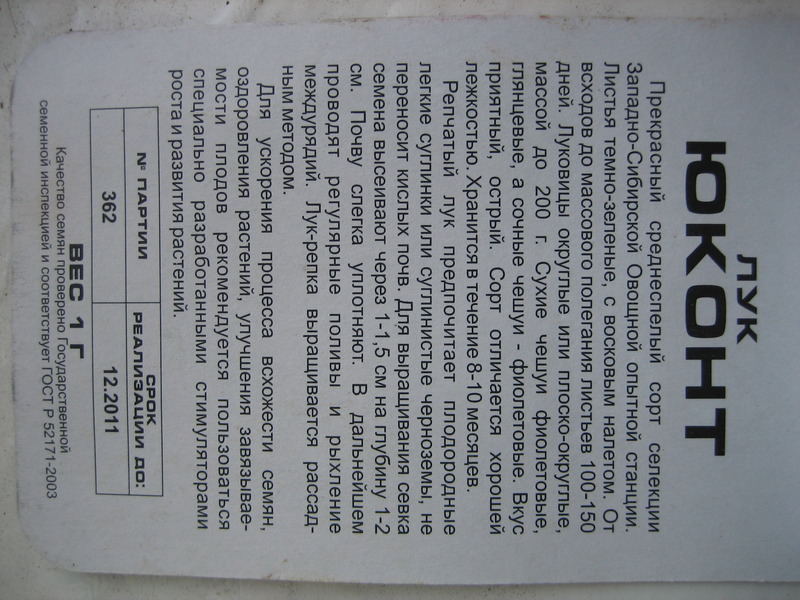 ЛУК
ЮКОНТ
Прекрасный среднеспелый сорт селекции
Западно-Сибирской Овощной опытной станции.
Листья темно-зеленые, с восковым налетом. От
всходов до массового полегания листьев 100-150
дней. Луковицы округлые или плоско-округлые,
массой до 200 г. Сухие чешуи фиолетовые,
глянцевые, а сочные чешуи - фиолетовые. Вкус
приятный, острый. Сорт отличается хорошей
лежкостью. Хранится в течение 8-10 месяцев.
Репчатый лук предпочитает плодородные
легкие суглинки или суглинистые черноземы, не
переносит кислых почв. Для выращивания севка
семена высеивают через 1-1,5 см на глубину 1-2
см. Почву слегка уплотняют. В дальнейшем
проводят регулярные поливы и рыхление
междурядий. Лук-репка выращивается рассад-
ным методом.
Для ускорения процесса всхожести семян,
оздоровления растений, улучшения завязывае-
мости плодов рекомендуется пользоваться
специально разработанными стимуляторами
роста и развития растений.
№ ПАРТИИ
СРОК
РЕАЛИЗАЦИИ ДО:
362
12.2011
ВЕС 1 Г
Качество семян проверено Государственной
семенной инспекцией и соответствует ГОСТ Р 52171-2003